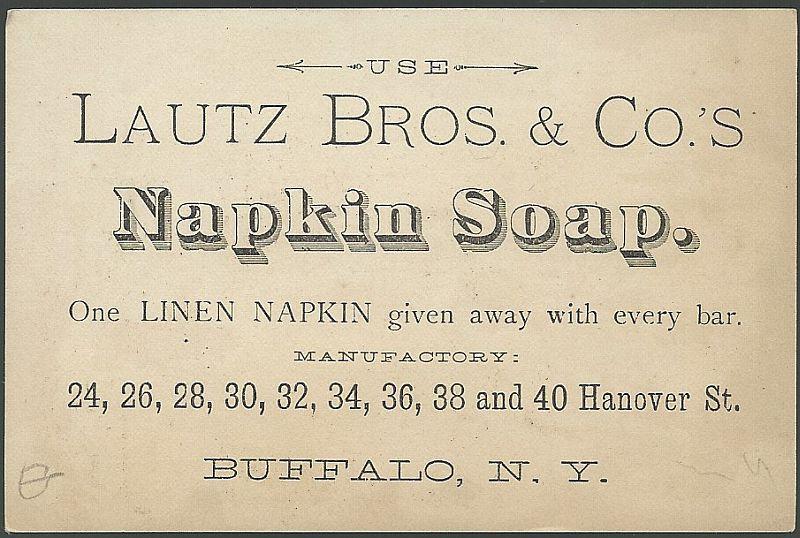 USE
LAUTZ BROS. & CO.'S
Napkin Soap.
One LINEN NAPKIN given away with every bar.
MANUFACTORY:
24, 26, 28, 30, 32, 34, 36, 38 and 40 Hanover St.
BUFFALO, N. Y.